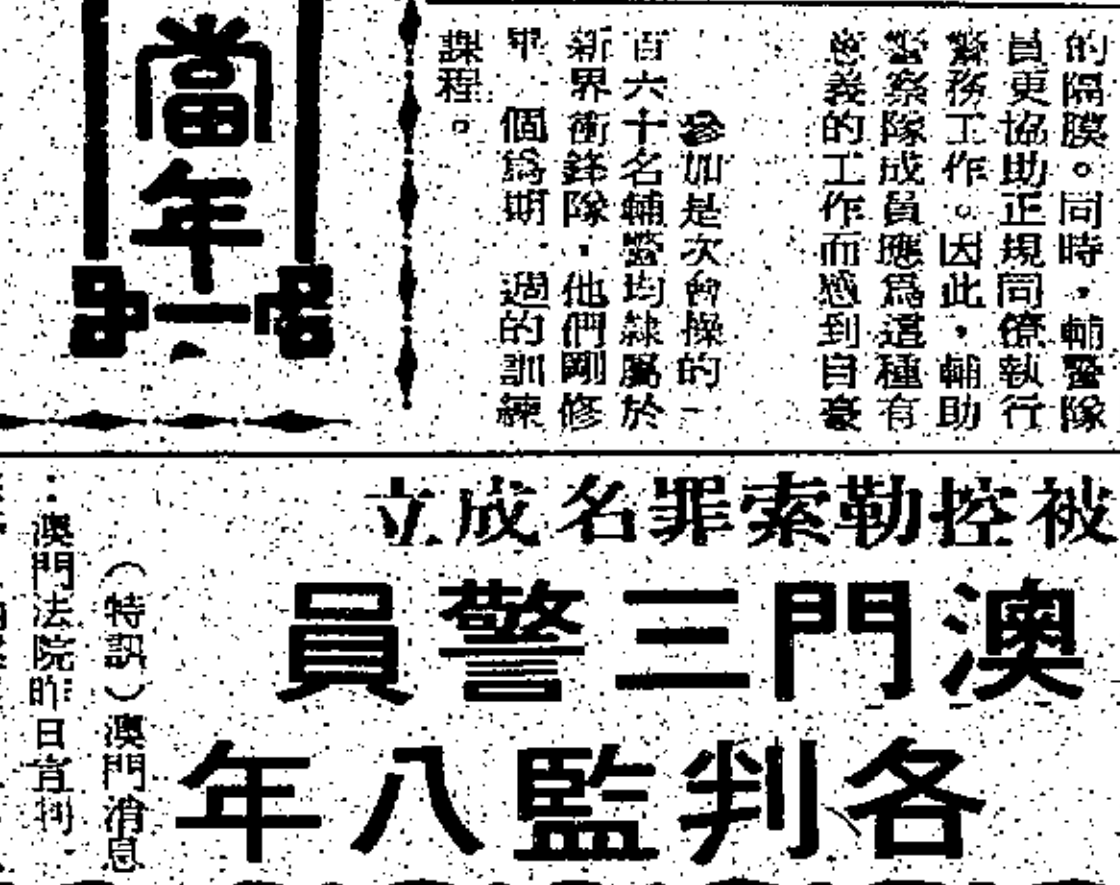 的隔膜。同時，輔警隊
員更協助正規同僚執行
警務工作。因此，輔助
警察隊成員應爲這種有
意義的工作而感到自豪
參加是次會操的一
百六十名輔警均隸屬於
新界衝鋒隊，他們剛修
畢 個爲期 週的訓練
課程。
當年
被控勒索罪名成立
澳門三警員
各判監八年
（特訊）澳門消息
：澳門法院昨日宣判